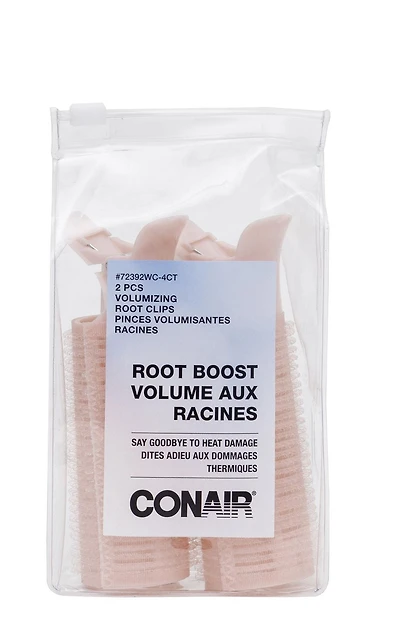 #72392WC-4CT
2 PCS
VOLUMIZING
ROOT CLIPS
PINCES VOLUMISANTES
RACINES
ROOT BOOST
VOLUME AUX
RACINES
SAY GOODBYE TO HEAT DAMAGE
DITES ADIEU AUX DOMMAGES
THERMIQUES
CONAIR®